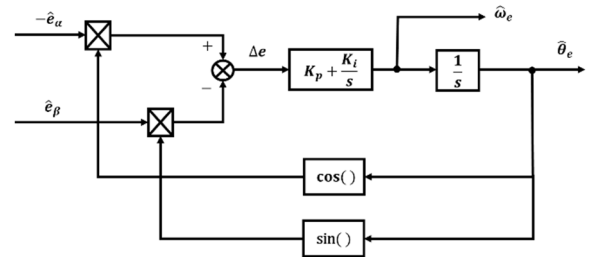 −ê_α
ω̂_e
+
Δe
K_p + K_i/s
1/s
θ̂_e
−
ê_β
cos( )
sin( )